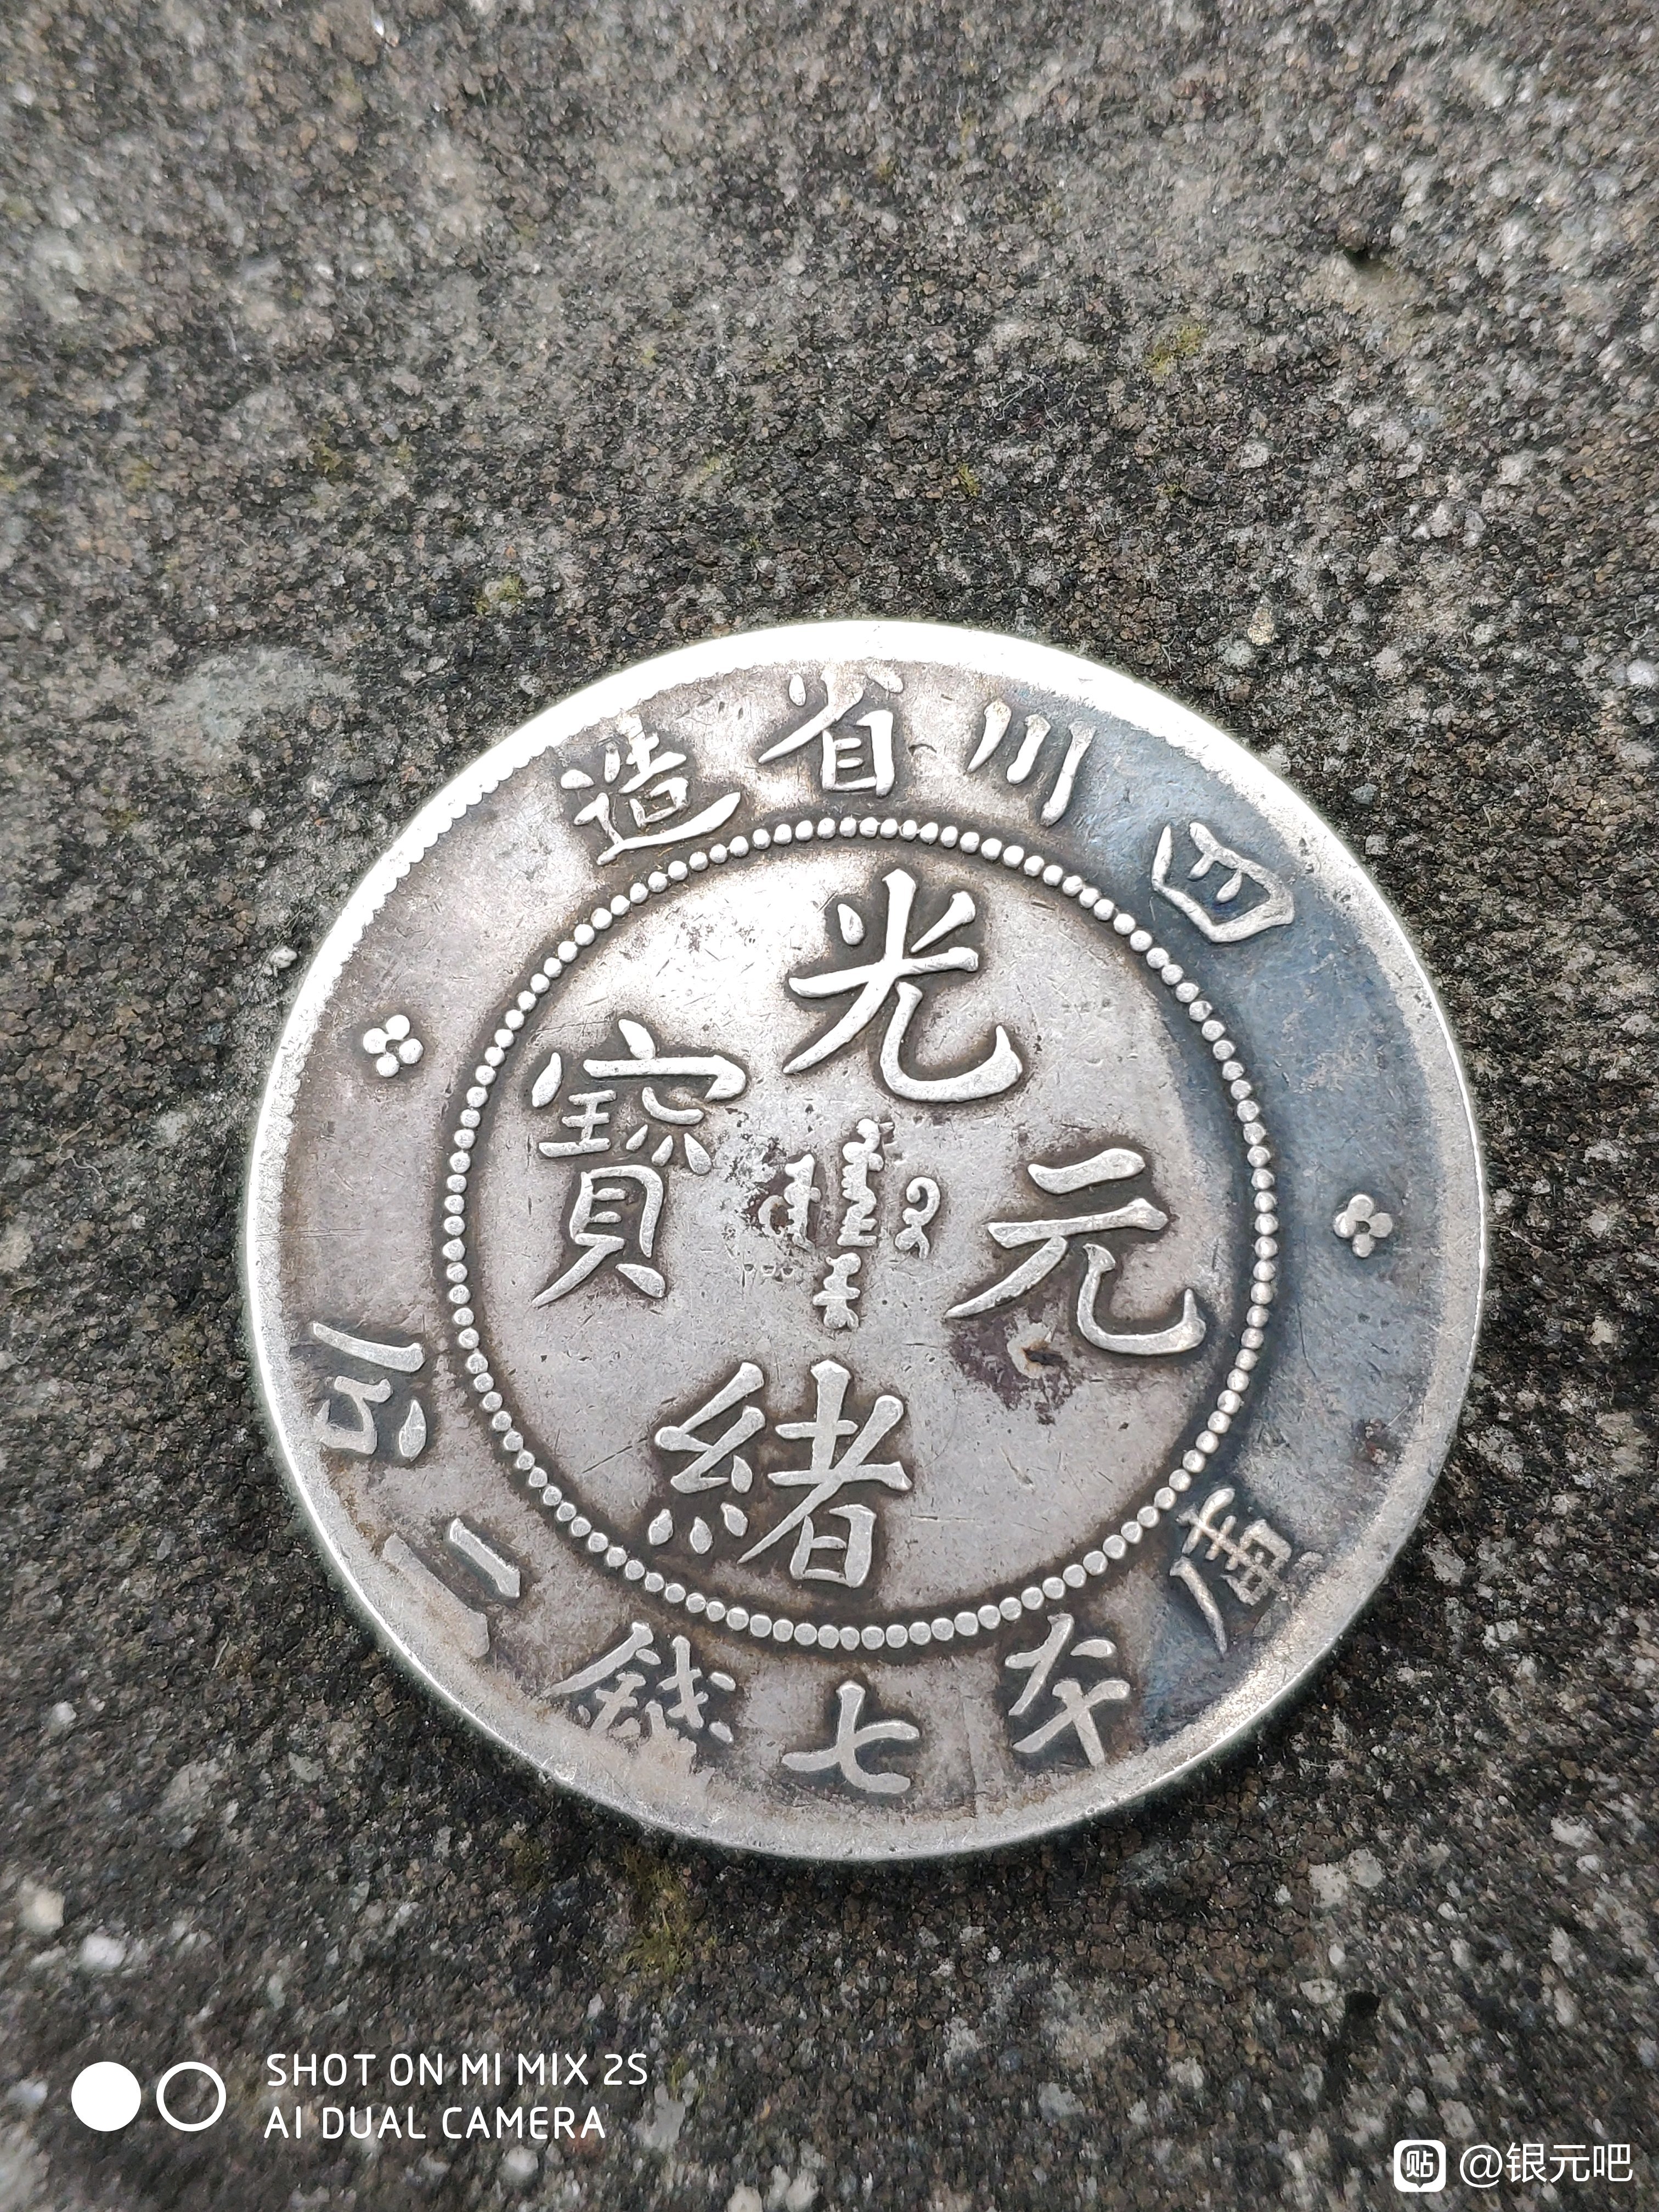 四川省造
光緒元寶
庫平七錢二分
SHOT ON MI MIX 2S
AI DUAL CAMERA
贴 @银元吧